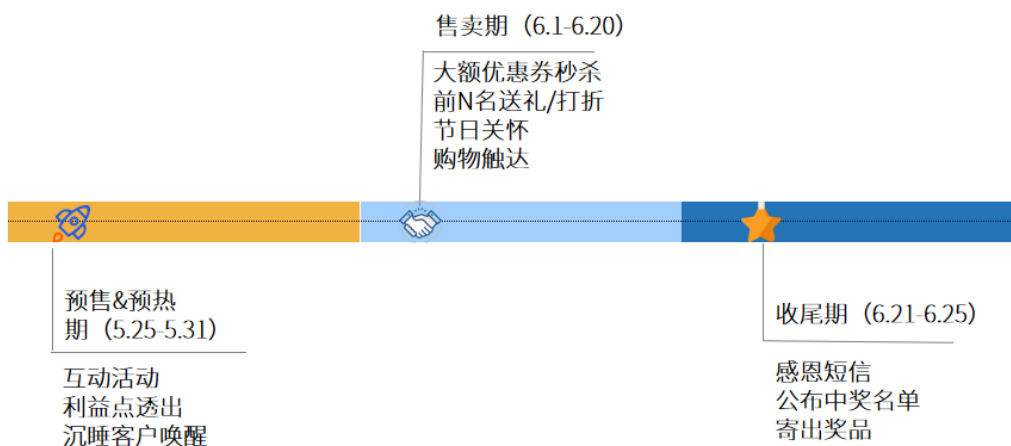 售卖期（6.1-6.20）
大额优惠券秒杀
前N名送礼/打折
节日关怀
购物触达
预售&预热
期（5.25-5.31）
互动活动
利益点透出
沉睡客户唤醒
收尾期（6.21-6.25）
感恩短信
公布中奖名单
寄出奖品